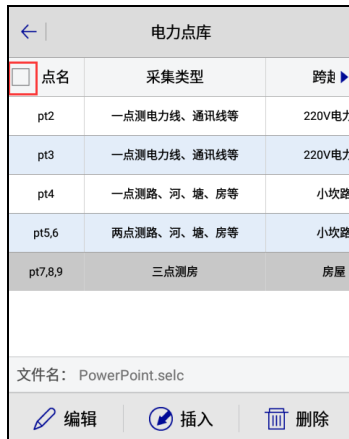 电力点库
点名 采集类型 跨越
pt2 一点测电力线、通讯线等 220V电力
pt3 一点测电力线、通讯线等 220V电力
pt4 一点测路、河、塘、房等 小坎路
pt5,6 两点测路、河、塘、房等 小坎路
pt7,8,9 三点测房 房屋
文件名： PowerPoint.selc
编辑 插入 删除